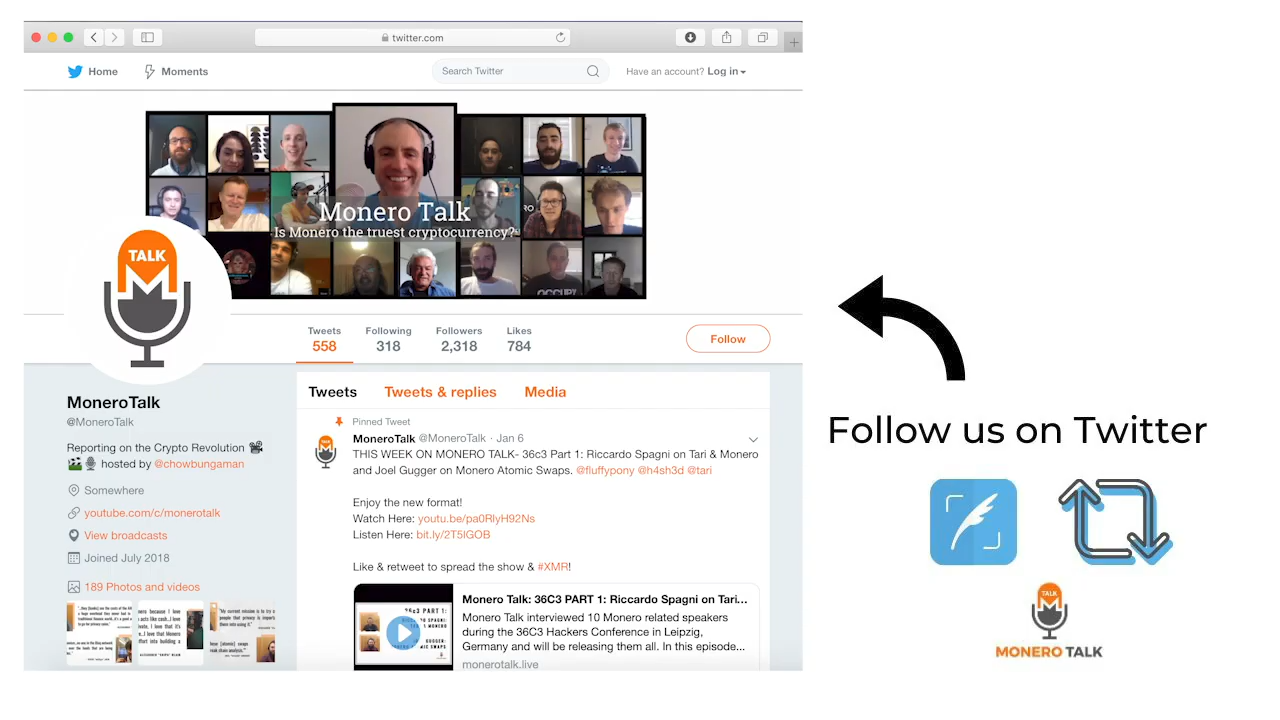 twitter.com
Home
Moments
Search Twitter
Have an account? Log in
Monero Talk
Is Monero the truest cryptocurrency?
OCCUPY
TALK
Tweets
558
Following
318
Followers
2,318
Likes
784
Follow
MoneroTalk
@MoneroTalk
Reporting on the Crypto Revolution
hosted by @chowbungaman
Somewhere
youtube.com/c/monerotalk
View broadcasts
Joined July 2018
189 Photos and videos
Tweets
Tweets & replies
Media
Pinned Tweet
MoneroTalk @MoneroTalk · Jan 6
THIS WEEK ON MONERO TALK- 36c3 Part 1: Riccardo Spagni on Tari & Monero
and Joel Gugger on Monero Atomic Swaps. @fluffypony @h4sh3d @tari
Enjoy the new format!
Watch Here: youtu.be/pa0RlyH92Ns
Listen Here: bit.ly/2T5IGOB
Like & retweet to spread the show & #XMR!
Monero Talk: 36C3 PART 1: Riccardo Spagni on Tari...
Monero Talk interviewed 10 Monero related speakers
during the 36C3 Hackers Conference in Leipzig,
Germany and will be releasing them all. In this episode...
monerotalk.live
Follow us on Twitter
TALK
MONERO TALK